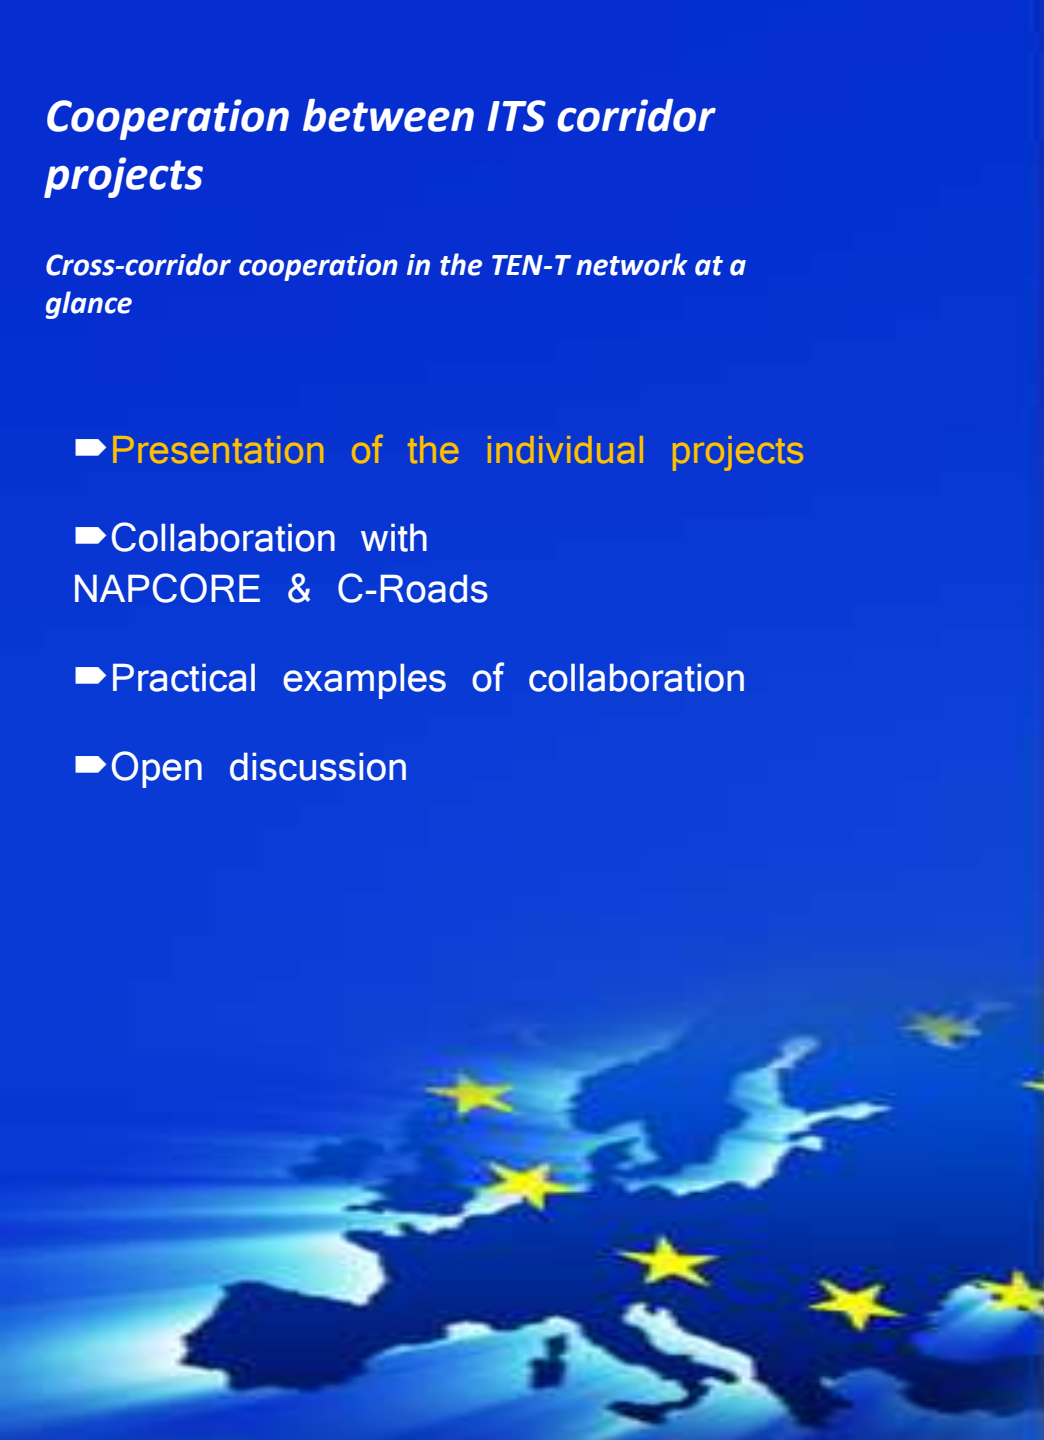 Cooperation between ITS corridor
projects
Cross-corridor cooperation in the TEN-T network at a
glance
Presentation of the individual projects
Collaboration with
NAPCORE & C-Roads
Practical examples of collaboration
Open discussion